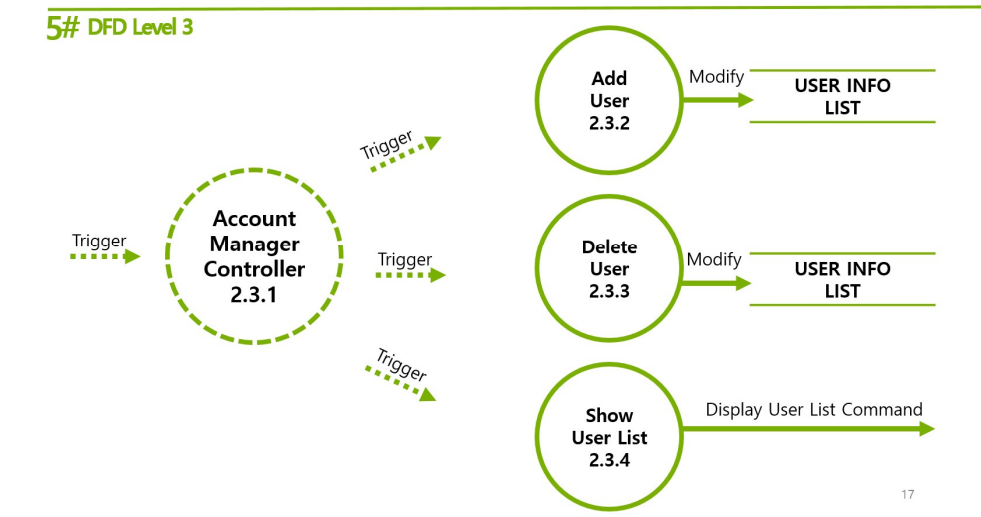 5# DFD Level 3
Trigger
Account
Manager
Controller
2.3.1
Trigger
Trigger
Trigger
Add
User
2.3.2
Modify
USER INFO
LIST
Delete
User
2.3.3
Modify
USER INFO
LIST
Show
User List
2.3.4
Display User List Command
17